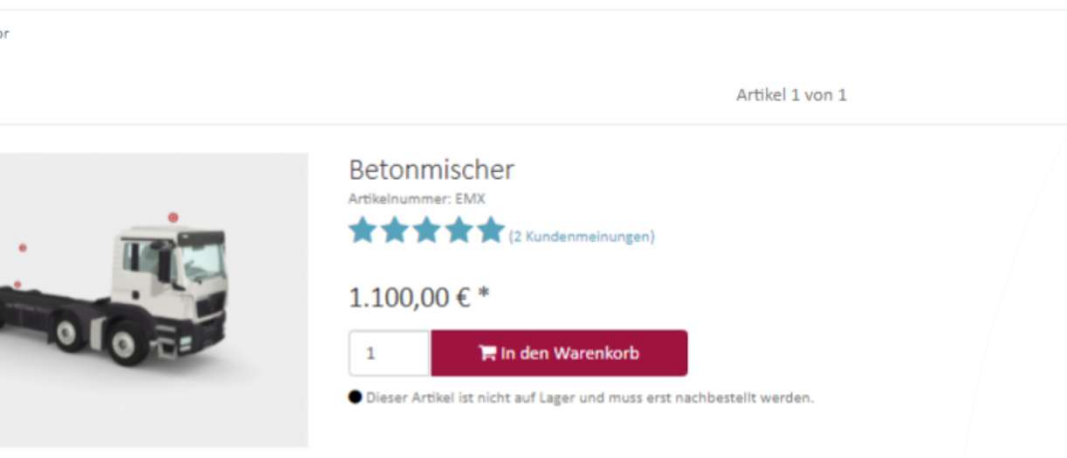 or
Artikel 1 von 1
Betonmischer
Artikelnummer: EMX
(2 Kundenmeinungen)
1.100,00 € *
1 In den Warenkorb
Dieser Artikel ist nicht auf Lager und muss erst nachbestellt werden.